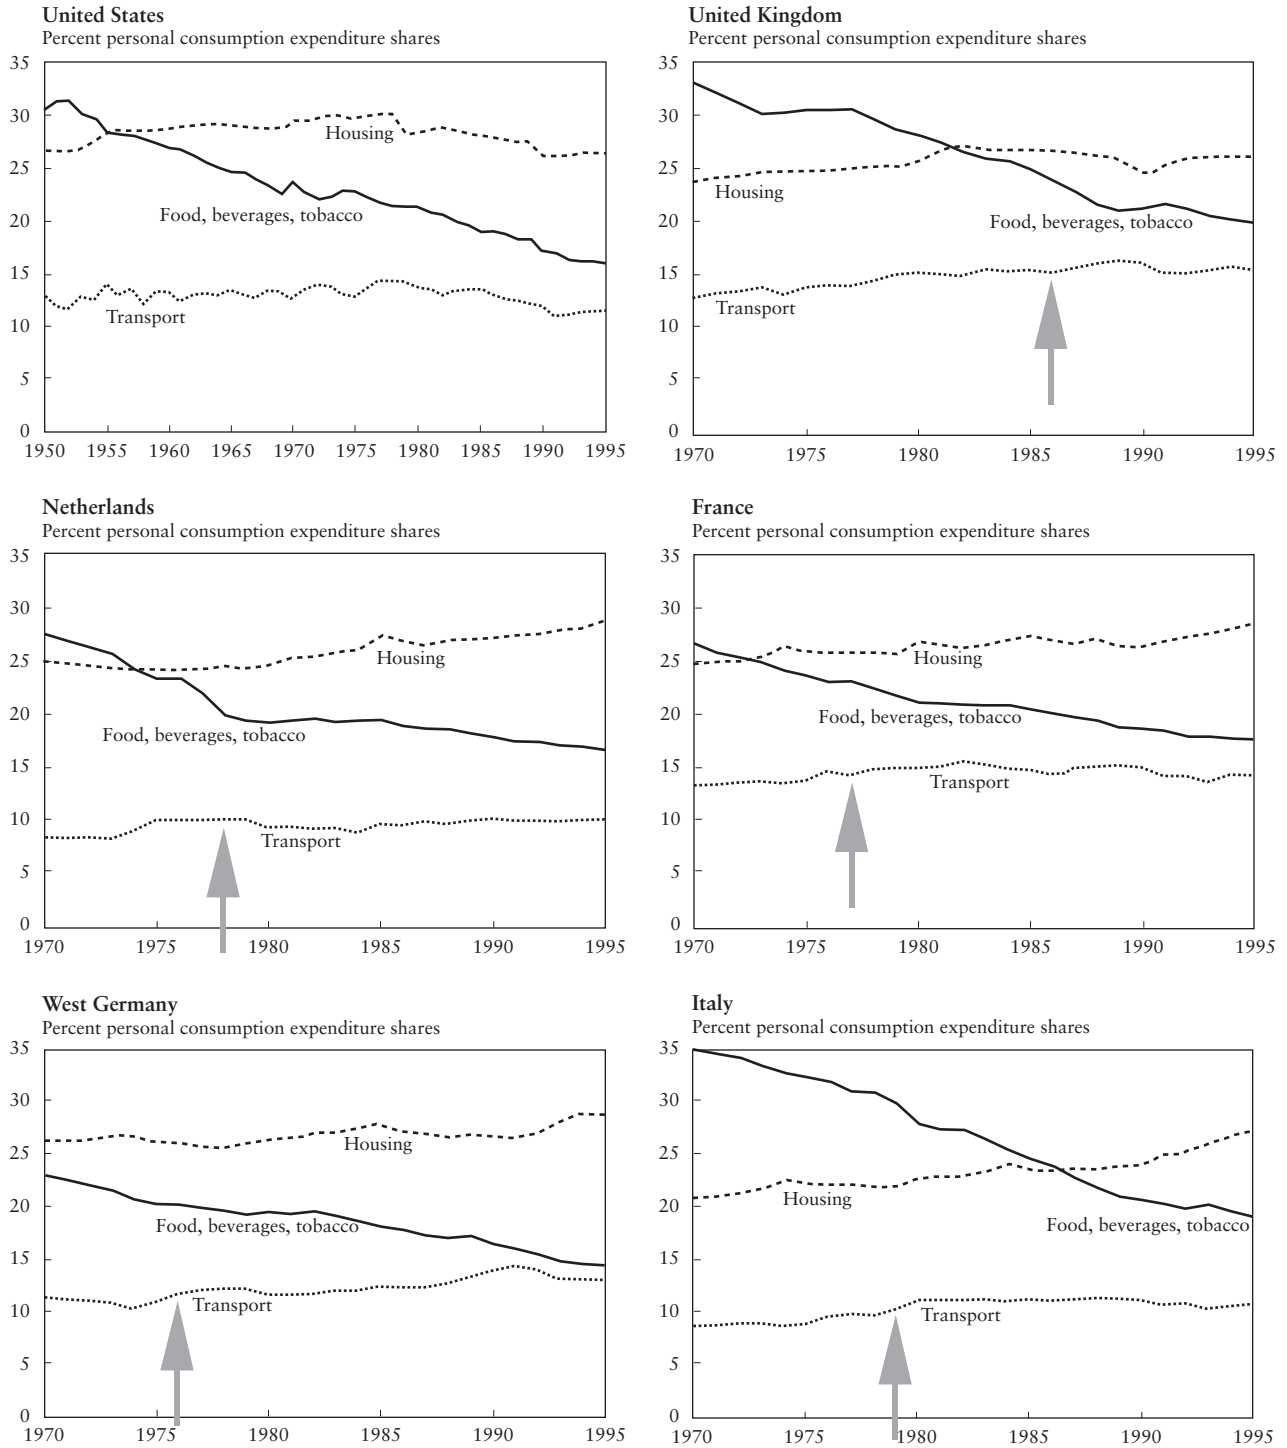 United States
Percent personal consumption expenditure shares
35
30
25
20
15
10
5
0
Housing
Food, beverages, tobacco
Transport
1950 1955 1960 1965 1970 1975 1980 1985 1990 1995
United Kingdom
Percent personal consumption expenditure shares
35
30
25
20
15
10
5
0
Housing
Food, beverages, tobacco
Transport
1970 1975 1980 1985 1990 1995
Netherlands
Percent personal consumption expenditure shares
35
30
25
20
15
10
5
0
Housing
Food, beverages, tobacco
Transport
1970 1975 1980 1985 1990 1995
France
Percent personal consumption expenditure shares
35
30
25
20
15
10
5
0
Housing
Food, beverages, tobacco
Transport
1970 1975 1980 1985 1990 1995
West Germany
Percent personal consumption expenditure shares
35
30
25
20
15
10
5
0
Housing
Food, beverages, tobacco
Transport
1970 1975 1980 1985 1990 1995
Italy
Percent personal consumption expenditure shares
35
30
25
20
15
10
5
0
Housing
Food, beverages, tobacco
Transport
1970 1975 1980 1985 1990 1995